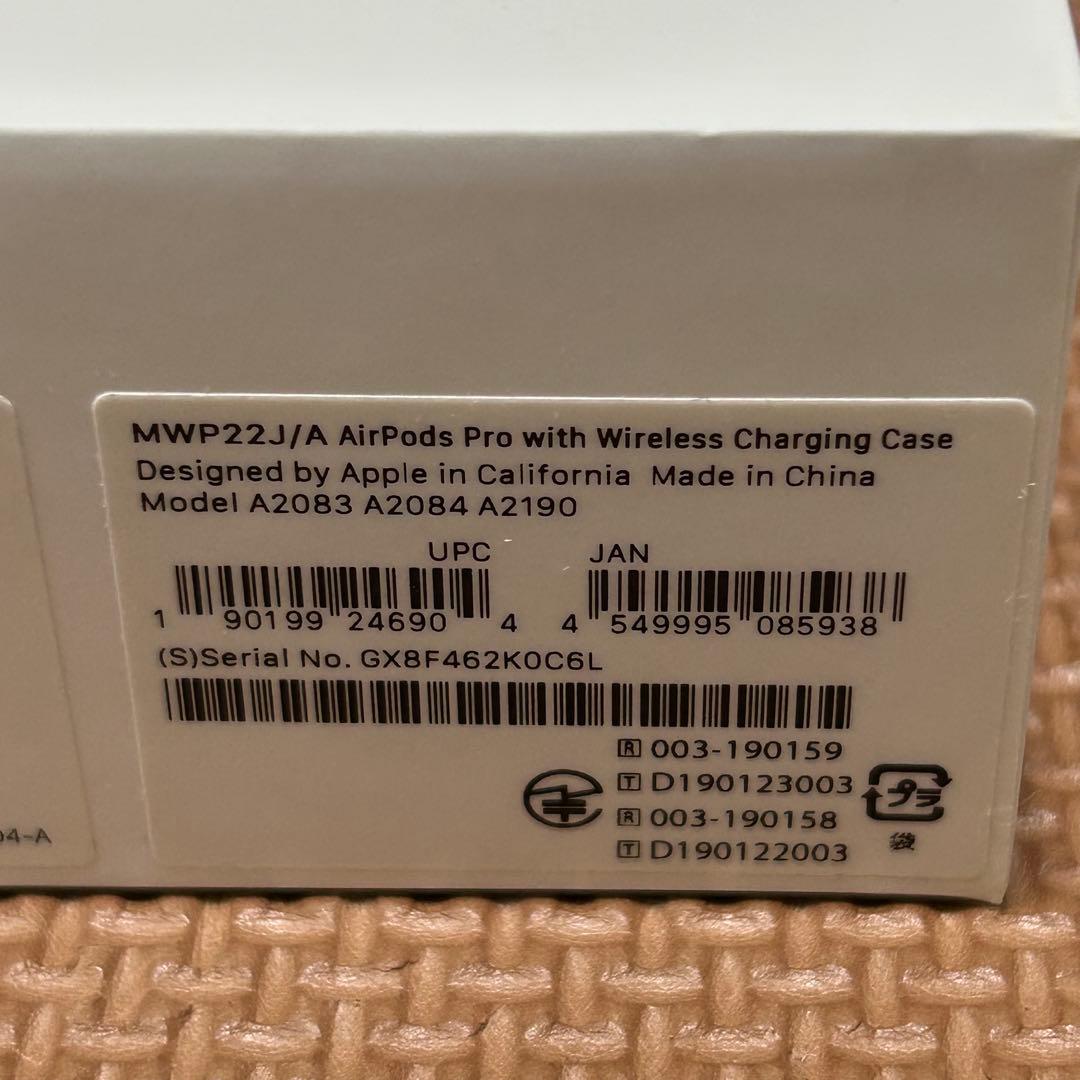 MWP22J/A AirPods Pro with Wireless Charging Case
Designed by Apple in California Made in China
Model A2083 A2084 A2190
UPC JAN
1 90199 24690 4 4 549995 085938
(S)Serial No. GX8F462K0C6L
R 003-190159
T D190123003
R 003-190158
T D190122003
プラ
袋
04-A